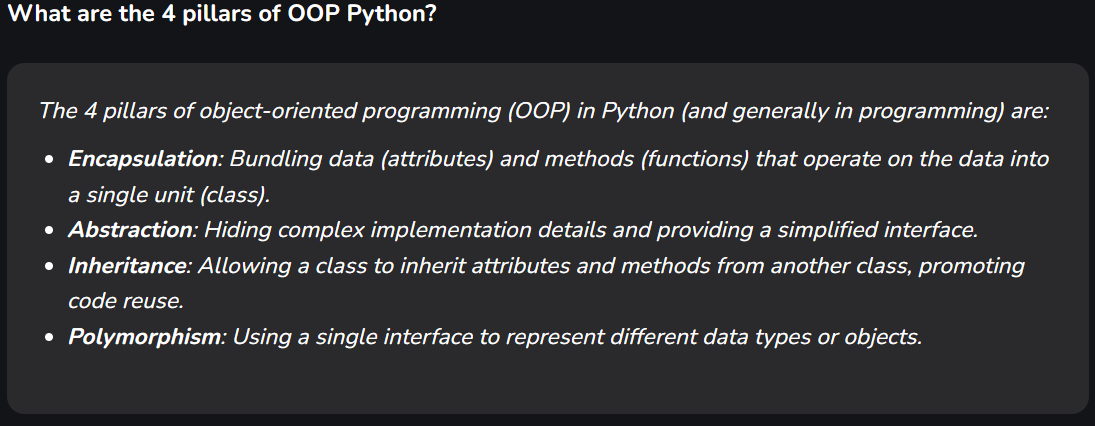 What are the 4 pillars of OOP Python?
The 4 pillars of object-oriented programming (OOP) in Python (and generally in programming) are:
• Encapsulation: Bundling data (attributes) and methods (functions) that operate on the data into
a single unit (class).
• Abstraction: Hiding complex implementation details and providing a simplified interface.
• Inheritance: Allowing a class to inherit attributes and methods from another class, promoting
code reuse.
• Polymorphism: Using a single interface to represent different data types or objects.